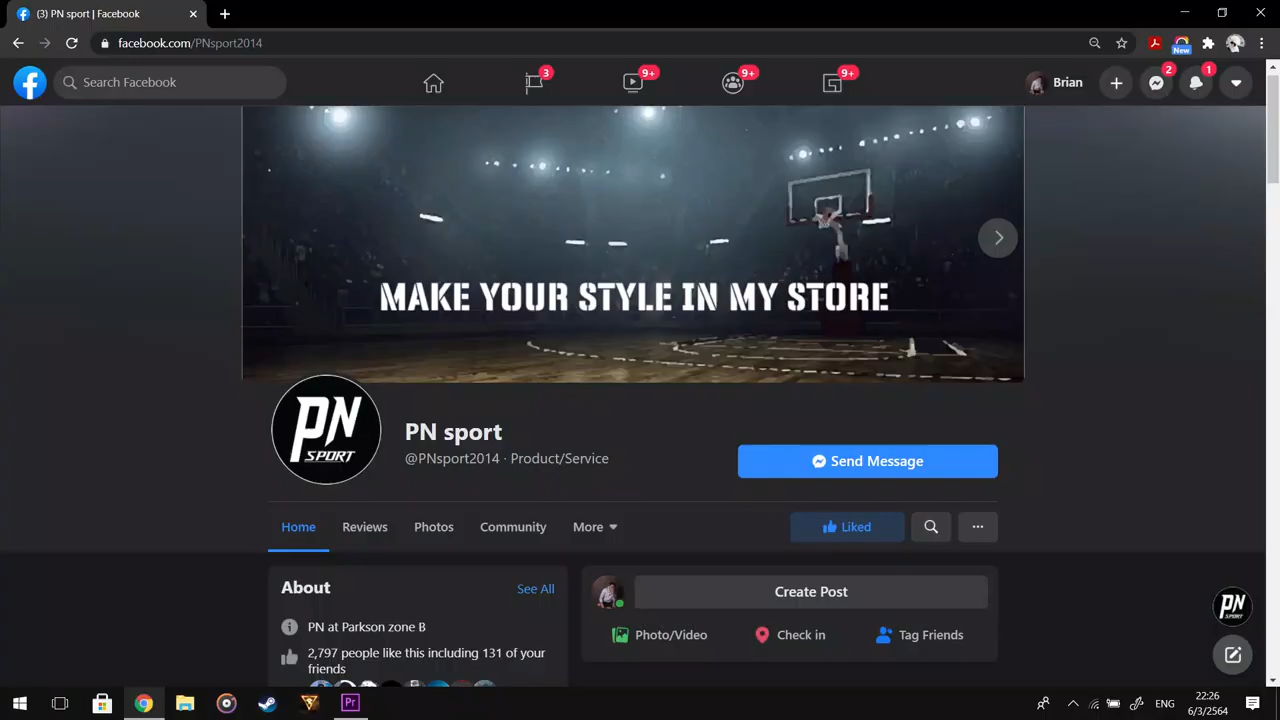 (3) PN sport | Facebook
facebook.com/PNsport2014
New
Search Facebook
3
9+
9+
9+
Brian
2
1
MAKE YOUR STYLE IN MY STORE
PN
SPORT
PN sport
@PNsport2014 · Product/Service
Send Message
Home
Reviews
Photos
Community
More
Liked
About
See All
Create Post
PN at Parkson zone B
Photo/Video
Check in
Tag Friends
2,797 people like this including 131 of your
friends
PN
SPORT
Pr
ENG
22:26
6/3/2564